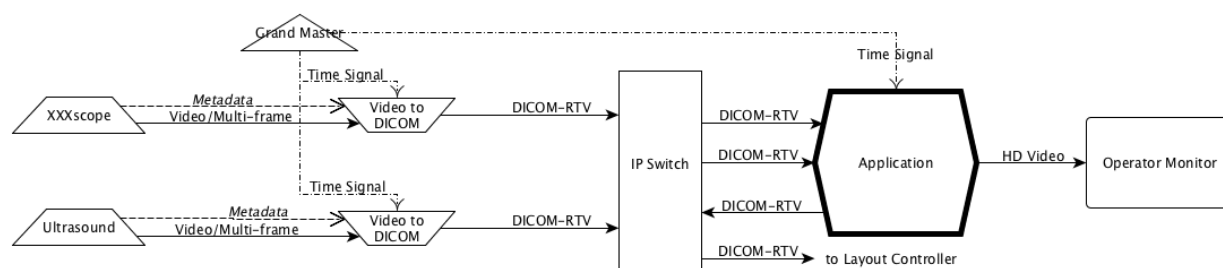 Grand Master
Time Signal
Time Signal
XXXscope
Metadata
Video/Multi-frame
Video to
DICOM
DICOM-RTV
IP Switch
DICOM-RTV
DICOM-RTV
DICOM-RTV
DICOM-RTV
to Layout Controller
Application
HD Video
Operator Monitor
Time Signal
Ultrasound
Metadata
Video/Multi-frame
Video to
DICOM
DICOM-RTV